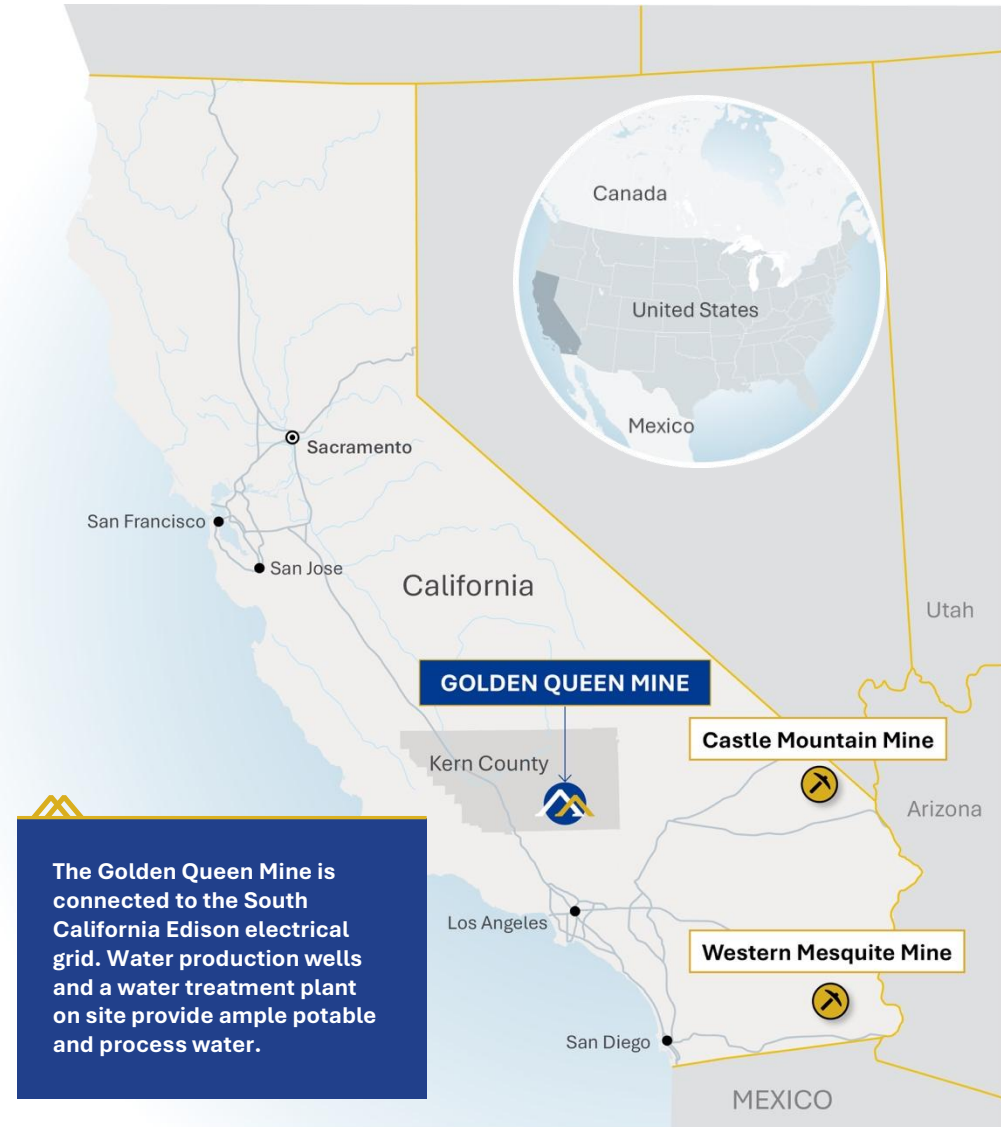 Canada
United States
Mexico
Sacramento
San Francisco
San Jose
California
Utah
GOLDEN QUEEN MINE
Castle Mountain Mine
Kern County
Arizona
The Golden Queen Mine is
connected to the South
California Edison electrical
grid. Water production wells
and a water treatment plant
on site provide ample potable
and process water.
Los Angeles
Western Mesquite Mine
San Diego
MEXICO